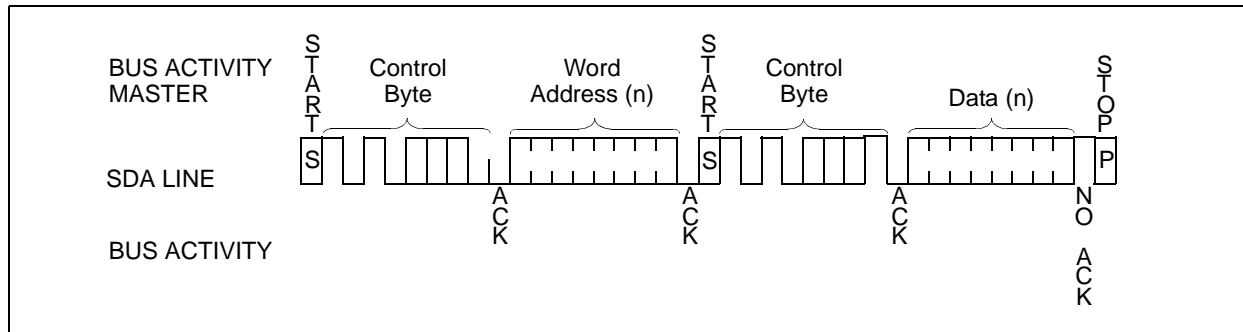 BUS ACTIVITY
MASTER
START
Control
Byte
Word
Address (n)
START
Control
Byte
Data (n)
STOP
SDA LINE
S
S
P
BUS ACTIVITY
ACK
ACK
ACK
NO ACK